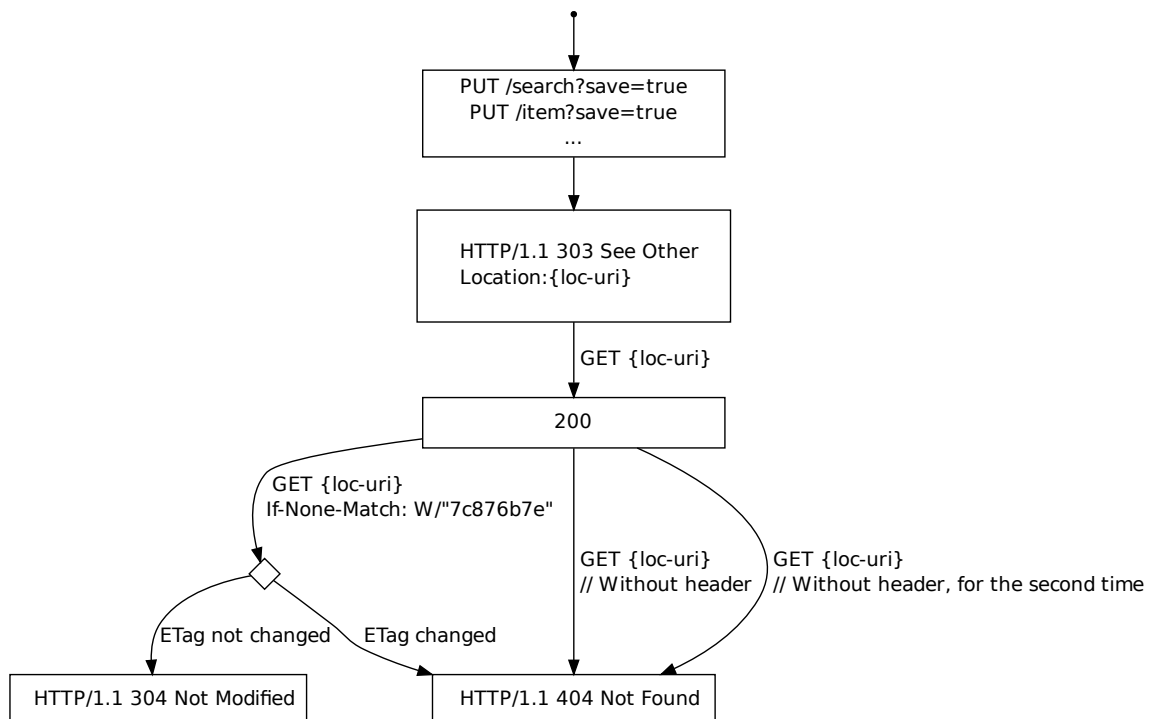 PUT /search?save=true
PUT /item?save=true
...
HTTP/1.1 303 See Other
Location:{loc-uri}
GET {loc-uri}
200
GET {loc-uri}
If-None-Match: W/"7c876b7e"
GET {loc-uri}
// Without header
GET {loc-uri}
// Without header, for the second time
ETag not changed
ETag changed
HTTP/1.1 304 Not Modified
HTTP/1.1 404 Not Found